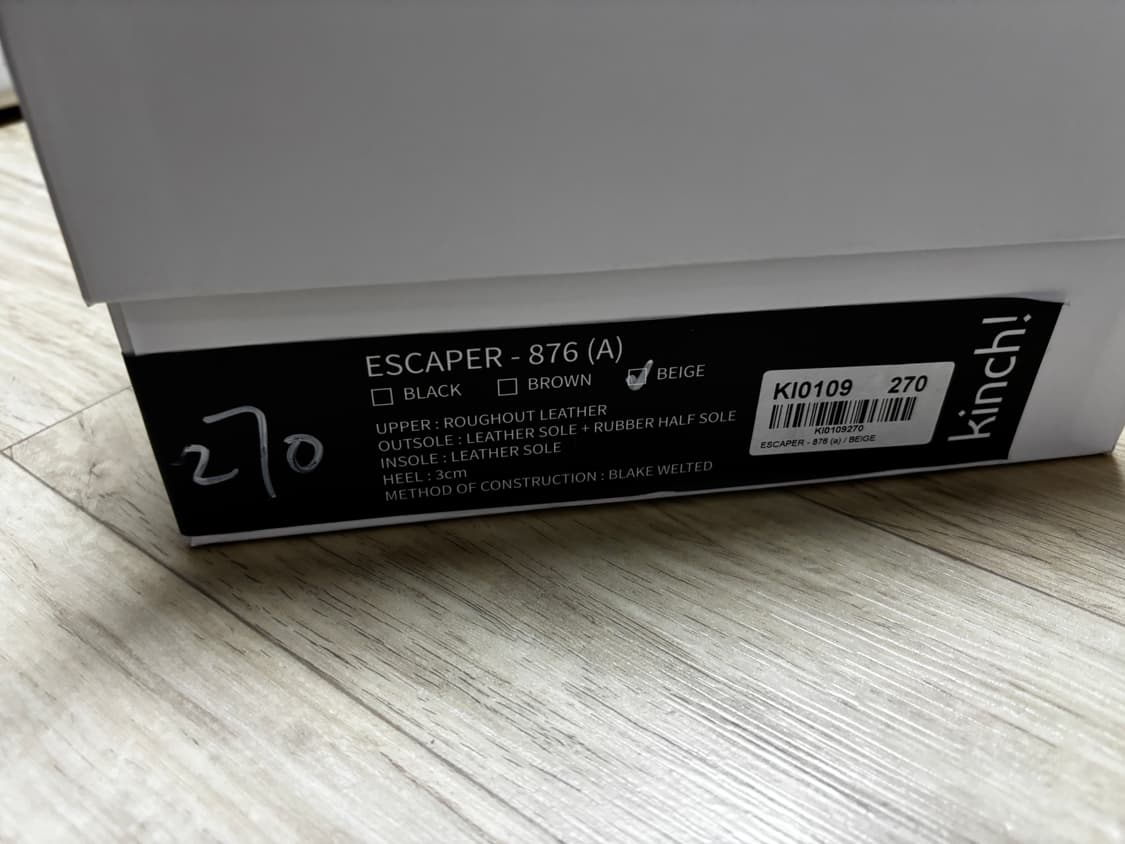 ESCAPER - 876 (A)
BLACK BROWN BEIGE
UPPER : ROUGHOUT LEATHER
OUTSOLE : LEATHER SOLE + RUBBER HALF SOLE
INSOLE : LEATHER SOLE
HEEL : 3cm
METHOD OF CONSTRUCTION : BLAKE WELTED
270
KI0109 270
KI0109270
ESCAPER - 876 (a) / BEIGE
kinch!